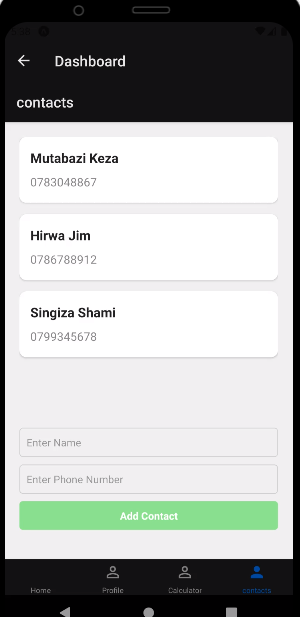 Dashboard
contacts
Mutabazi Keza
0783048867
Hirwa Jim
0786788912
Singiza Shami
0799345678
Enter Name
Enter Phone Number
Add Contact
Home
Profile
Calculator
contacts